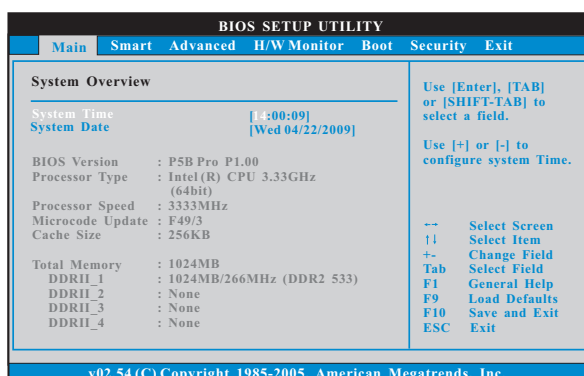 BIOS SETUP UTILITY
Main Smart Advanced H/W Monitor Boot Security Exit
System Overview
System Time [14:00:09]
System Date [Wed 04/22/2009]
BIOS Version : P5B Pro P1.00
Processor Type : Intel (R) CPU 3.33GHz
(64bit)
Processor Speed : 3333MHz
Microcode Update : F49/3
Cache Size : 256KB
Total Memory : 1024MB
DDRII_1 : 1024MB/266MHz (DDR2 533)
DDRII_2 : None
DDRII_3 : None
DDRII_4 : None
Use [Enter], [TAB]
or [SHIFT-TAB] to
select a field.
Use [+] or [-] to
configure system Time.
←→ Select Screen
↑↓ Select Item
+- Change Field
Tab Select Field
F1 General Help
F9 Load Defaults
F10 Save and Exit
ESC Exit
v02.54 (C) Copyright 1985-2005, American Megatrends, Inc.